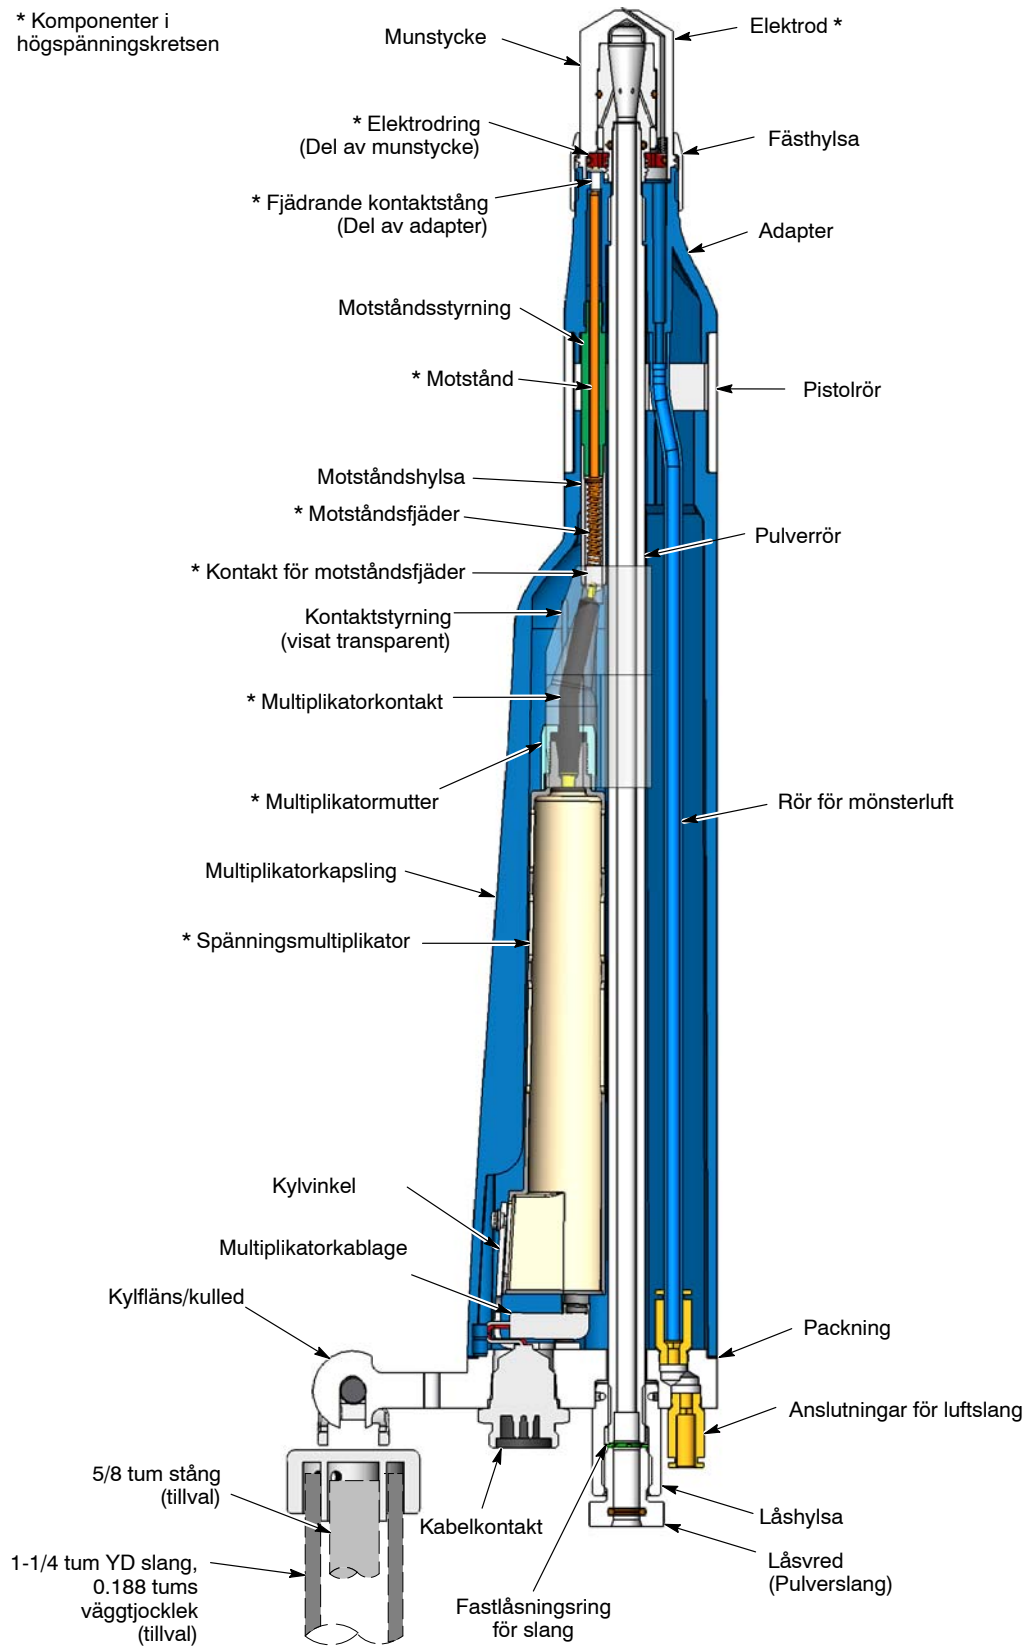 * Komponenter i
högspänningskretsen
Munstycke
Elektrod *
* Elektrodring
(Del av munstycke)
Fästhylsa
* Fjädrande kontaktstång
(Del av adapter)
Adapter
Motståndsstyrning
* Motstånd
Pistolrör
Motståndshylsa
* Motståndsfjäder
Pulverrör
* Kontakt för motståndsfjäder
Kontaktstyrning
(visat transparent)
* Multiplikatorkontakt
* Multiplikatormutter
Rör för mönsterluft
Multiplikatorkapsling
* Spänningsmultiplikator
Kylvinkel
Multiplikatorkablage
Kylfläns/kulled
Packning
Anslutningar för luftslang
5/8 tum stång
(tillval)
Kabelkontakt
Låshylsa
1-1/4 tum YD slang,
0.188 tums
väggtjocklek
(tillval)
Låsvred
(Pulverslang)
Fastlåsningsring
för slang